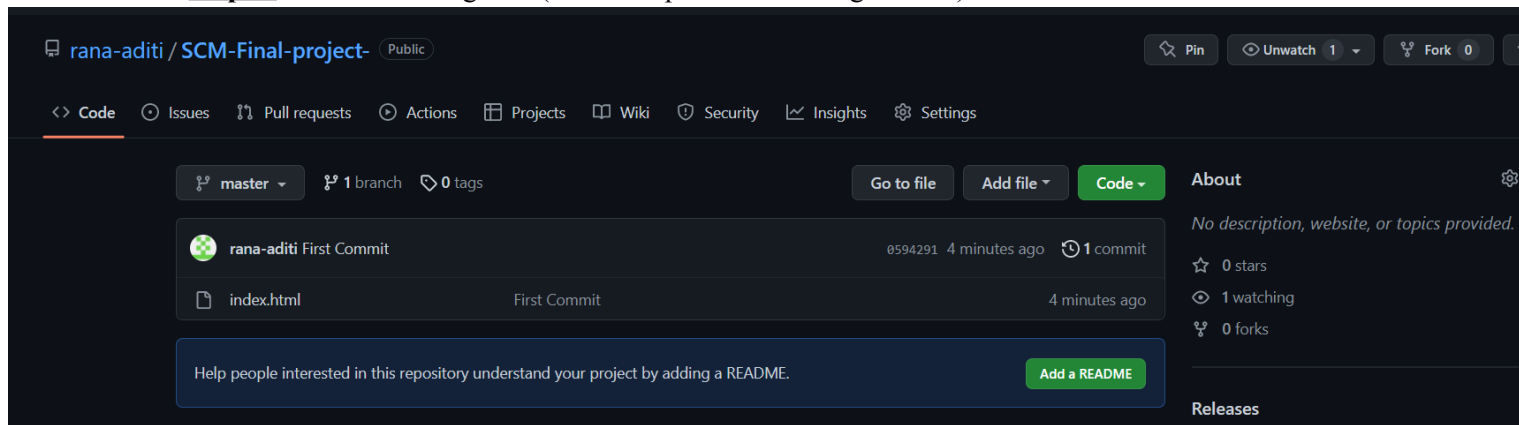 rana-aditi / SCM-Final-project- Public
Pin Unwatch 1 Fork 0
Code Issues Pull requests Actions Projects Wiki Security Insights Settings
master 1 branch 0 tags Go to file Add file Code
rana-aditi First Commit 0594291 4 minutes ago 1 commit
index.html First Commit 4 minutes ago
Help people interested in this repository understand your project by adding a README. Add a README
About
No description, website, or topics provided.
0 stars
1 watching
0 forks
Releases